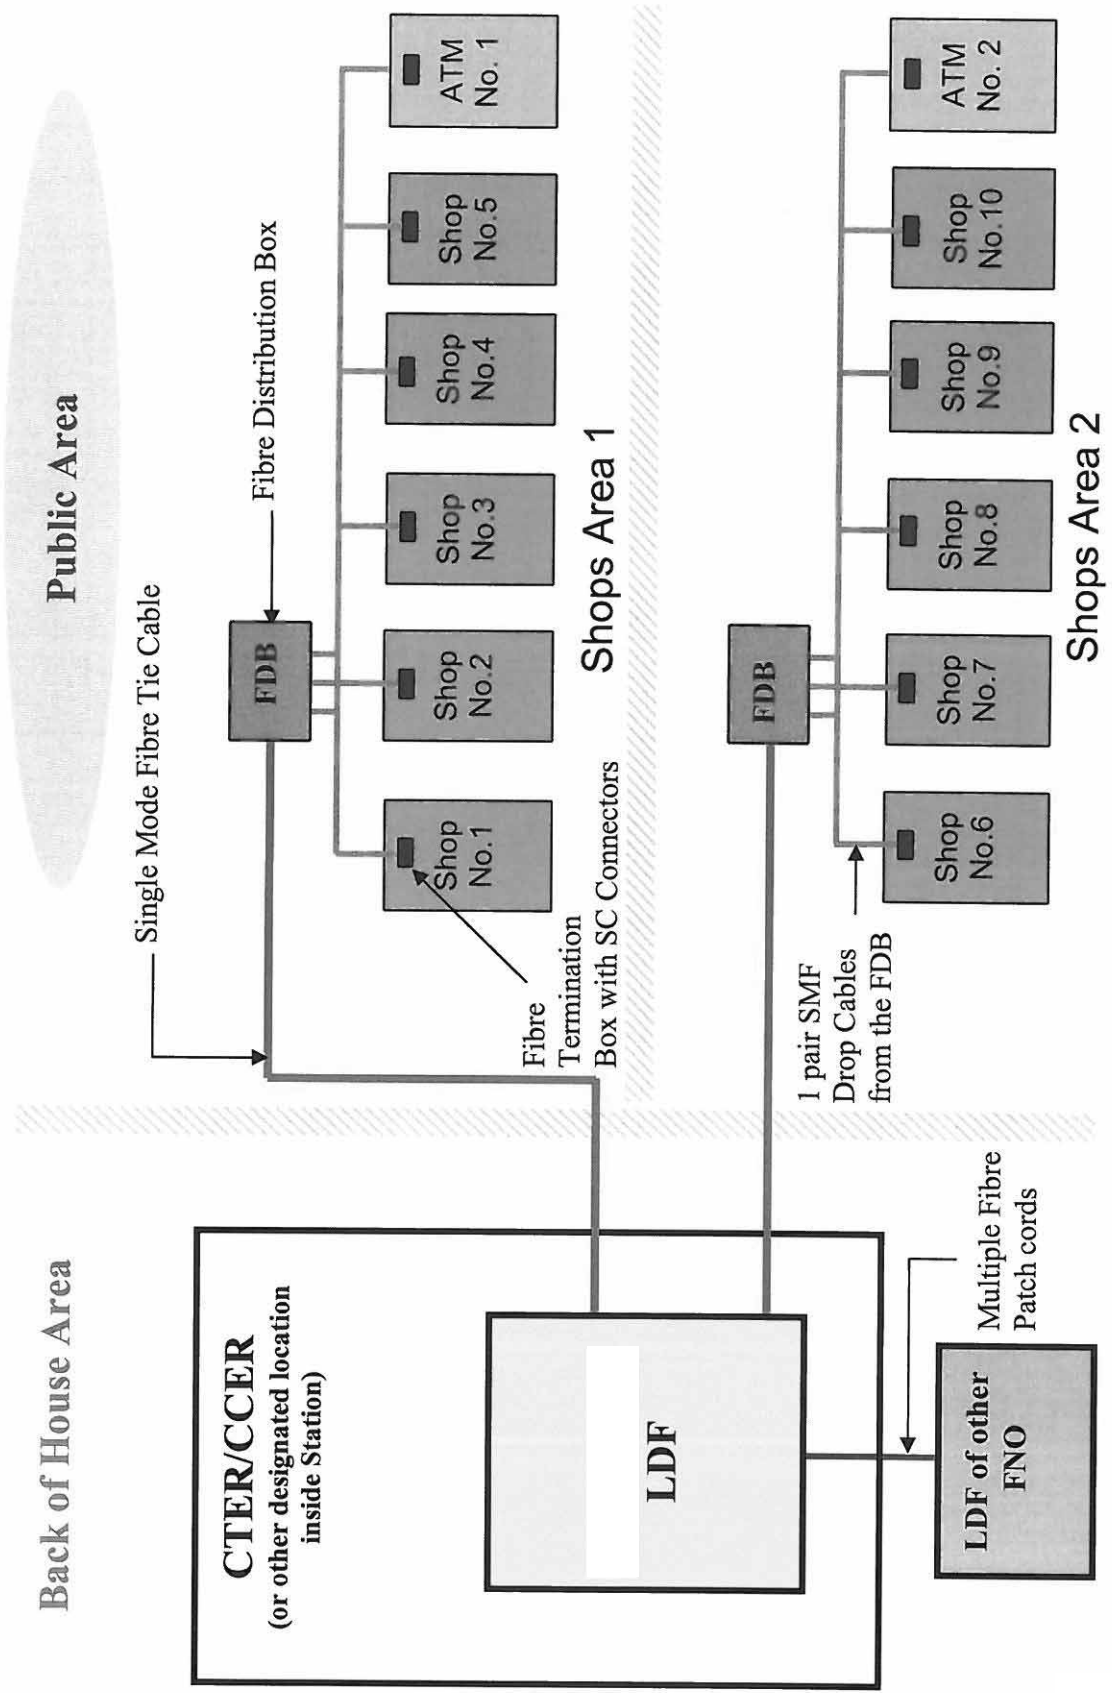 Back of House Area
Public Area
CTER/CCER
(or other designated location
inside Station)
LDF
LDF of other
FNO
Multiple Fibre
Patch cords
Single Mode Fibre Tie Cable
Fibre Distribution Box
FDB
Shop
No.1
Shop
No.2
Shop
No.3
Shop
No.4
Shop
No.5
ATM
No. 1
Fibre
Termination
Box with SC Connectors
Shops Area 1
FDB
1 pair SMF
Drop Cables
from the FDB
Shop
No.6
Shop
No.7
Shop
No.8
Shop
No.9
Shop
No.10
ATM
No. 2
Shops Area 2